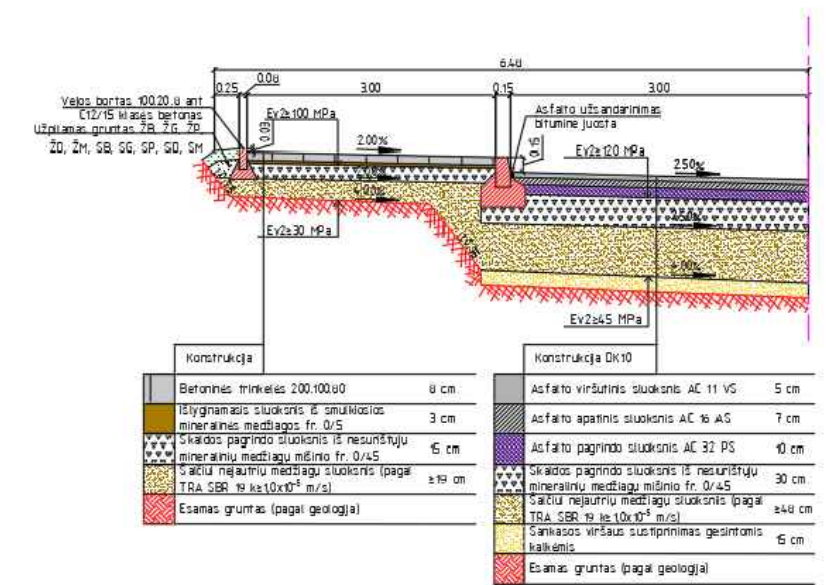 6.48
0.25
0.08
3.00
0.15
3.00
Vejos bortas 100.20.8 ant
C12/15 klasės betonas
Užpilamas gruntas ŽB, ŽG, ŽP,
ŽD, ŽM, SB, SG, SP, SD, SM
Ev2≥100 MPa
0.03
2.00%
Asfalto užsandarinimas
bitumine juosta
0.15
Ev2≥120 MPa
2.50%
2.50%
4.00%
4.00%
Ev2≥30 MPa
Ev2≥45 MPa
Konstrukcija
Betoninės trinkelės 200.100.80 8 cm
Išlyginamasis sluoksnis iš smulkiosios
mineralinės medžiagos fr. 0/5 3 cm
Skaldos pagrindo sluoksnis iš nesurištųjų
mineralinių medžiagų mišinio fr. 0/45 15 cm
Šalčiui nejautrių medžiagų sluoksnis (pagal
TRA SBR 19 k≥1,0x10⁻⁵ m/s) ≥19 cm
Esamas gruntas (pagal geologiją)
Konstrukcija DK10
Asfalto viršutinis sluoksnis AC 11 VS 5 cm
Asfalto apatinis sluoksnis AC 16 AS 7 cm
Asfalto pagrindo sluoksnis AC 32 PS 10 cm
Skaldos pagrindo sluoksnis iš nesurištųjų
mineralinių medžiagų mišinio fr. 0/45 30 cm
Šalčiui nejautrių medžiagų sluoksnis (pagal
TRA SBR 19 k≥1,0x10⁻⁵ m/s) ≥48 cm
Sankasos viršaus sustiprinimas gesintomis
kalkėmis 15 cm
Esamas gruntas (pagal geologiją)